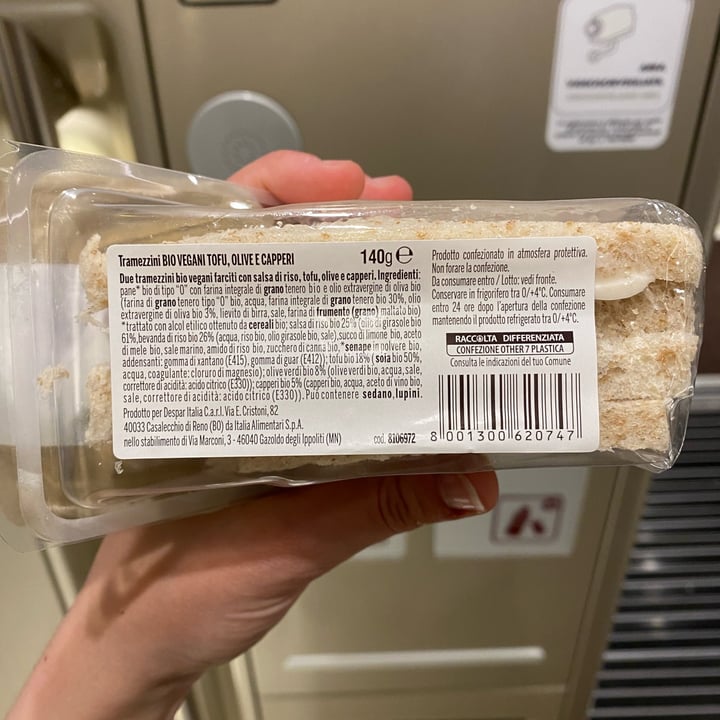 Tramezzini BIO VEGANI TOFU, OLIVE E CAPPERI 140g e
Due tramezzini bio vegani farciti con salsa di riso, tofu, olive e capperi. Ingredienti:
pane* bio di tipo "0" con farina integrale di grano tenero bio e olio extravergine di oliva bio
(farina di grano tenero tipo "0" bio, acqua, farina integrale di grano tenero bio 30%, olio
extravergine di oliva bio 3%, lievito di birra, sale, farina di frumento (grano) maltato bio)
*trattato con alcol etilico ottenuto da cereali bio; salsa di riso bio 25% (olio di girasole bio
61%, bevanda di riso bio 26% (acqua, riso bio, olio girasole bio, sale), succo di limone bio, aceto
di mele bio, sale marino, amido di riso bio, zucchero di canna bio, *senape in polvere bio,
addensanti: gomma di xantano (E415), gomma di guar (E412)); tofu bio 18% (soia bio 50%,
acqua, coagulante: cloruro di magnesio); olive verdi bio 8% (olive verdi bio, acqua, sale,
correttore di acidità: acido citrico (E330)); capperi bio 5% (capperi bio, acqua, aceto di vino bio,
sale, correttore di acidità: acido citrico (E330)). Può contenere sedano, lupini.
Prodotto per Despar Italia C.a.r.l. Via E. Cristoni, 82
40033 Casalecchio di Reno (BO) da Italia Alimentari S.p.A.
nello stabilimento di Via Marconi, 3 - 46040 Gazoldo degli Ippoliti (MN) cod. 8106972
Prodotto confezionato in atmosfera protettiva.
Non forare la confezione.
Da consumare entro / Lotto: vedi fronte.
Conservare in frigorifero tra 0/+4°C. Consumare
entro 24 ore dopo l'apertura della confezione
mantenendo il prodotto refrigerato tra 0/+4°C.
RACCOLTA DIFFERENZIATA
CONFEZIONE OTHER 7 PLASTICA
Consulta le indicazioni del tuo Comune
8 001300 620747